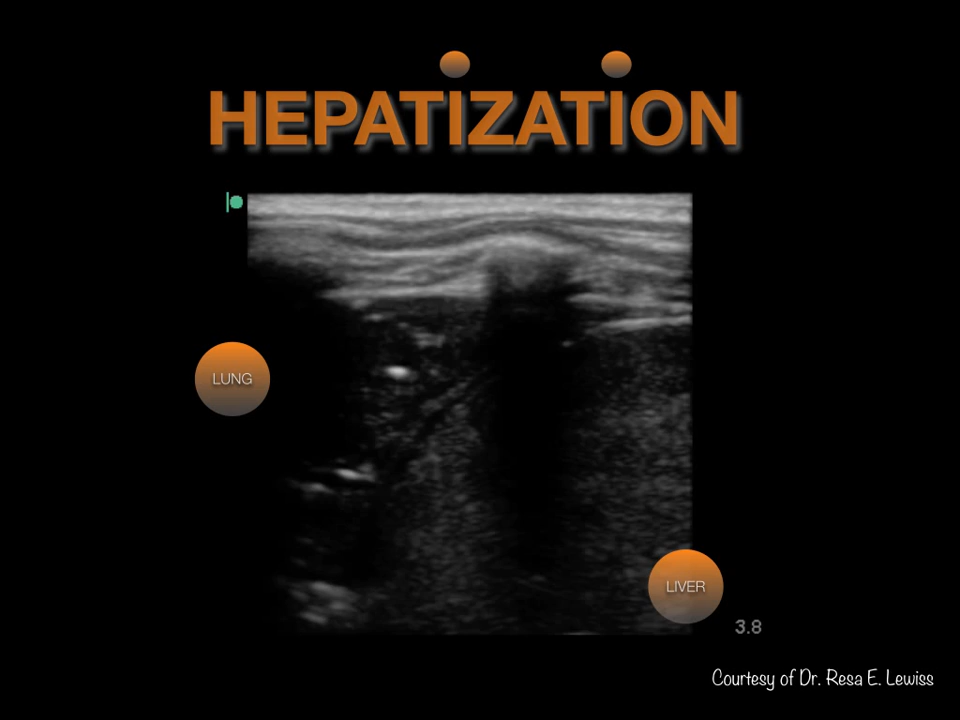 HEPATIZATION
LUNG
LIVER
3.8
Courtesy of Dr. Resa E. Lewiss